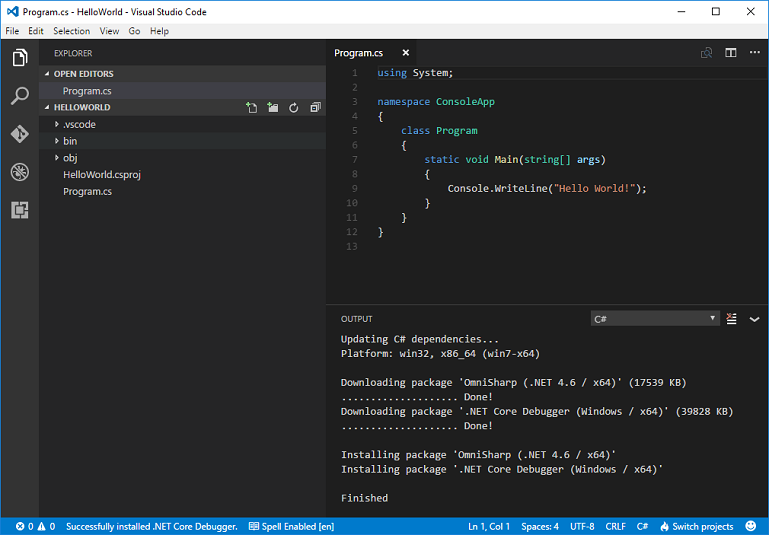 Program.cs - HelloWorld - Visual Studio Code
File Edit Selection View Go Help
EXPLORER
OPEN EDITORS
Program.cs
HELLOWORLD
.vscode
bin
obj
HelloWorld.csproj
Program.cs
Program.cs
1 using System;
2
3 namespace ConsoleApp
4 {
5 class Program
6 {
7 static void Main(string[] args)
8 {
9 Console.WriteLine("Hello World!");
10 }
11 }
12 }
13
OUTPUT C#
Updating C# dependencies...
Platform: win32, x86_64 (win7-x64)
Downloading package 'OmniSharp (.NET 4.6 / x64)' (17539 KB)
.................... Done!
Downloading package '.NET Core Debugger (Windows / x64)' (39828 KB)
.................... Done!
Installing package 'OmniSharp (.NET 4.6 / x64)'
Installing package '.NET Core Debugger (Windows / x64)'
Finished
0 0 Successfully installed .NET Core Debugger. Spell Enabled [en] Ln 1, Col 1 Spaces: 4 UTF-8 CRLF C# Switch projects